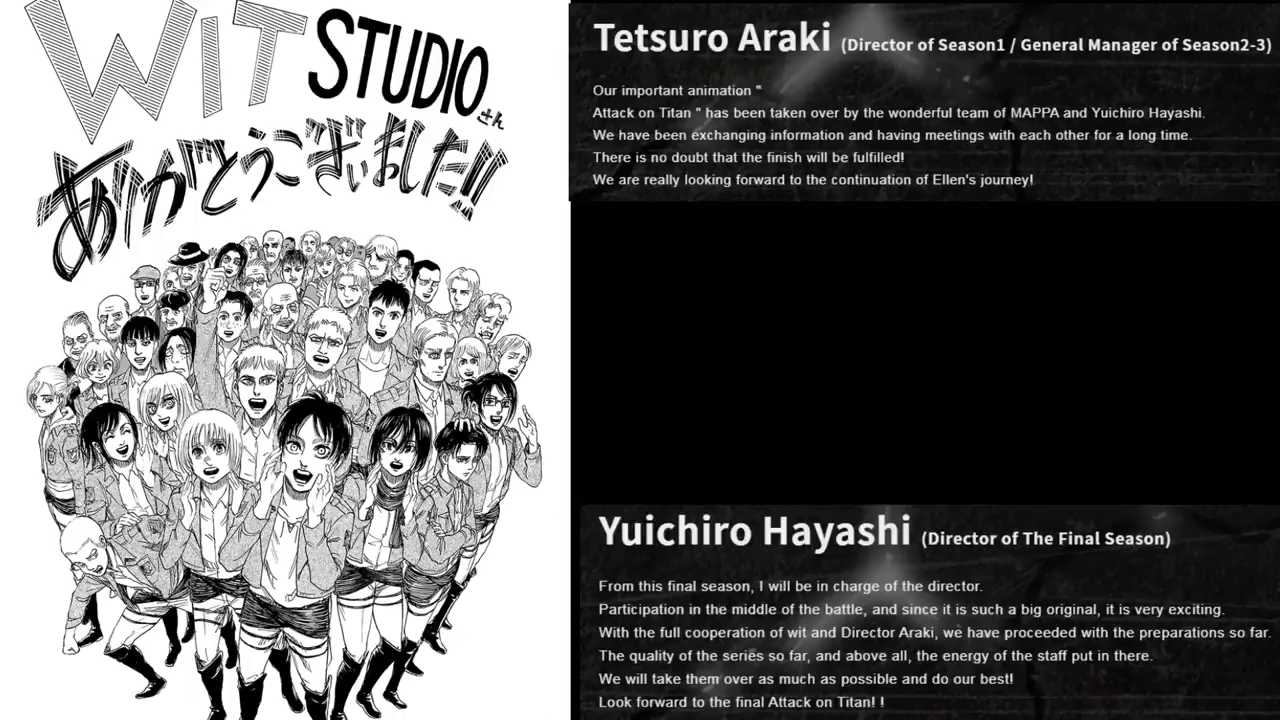 WIT STUDIOさん
ありがとうございました!!
Tetsuro Araki (Director of Season1 / General Manager of Season2-3)
Our important animation "
Attack on Titan " has been taken over by the wonderful team of MAPPA and Yuichiro Hayashi.
We have been exchanging information and having meetings with each other for a long time.
There is no doubt that the finish will be fulfilled!
We are really looking forward to the continuation of Ellen's journey!
Yuichiro Hayashi (Director of The Final Season)
From this final season, I will be in charge of the director.
Participation in the middle of the battle, and since it is such a big original, it is very exciting.
With the full cooperation of wit and Director Araki, we have proceeded with the preparations so far.
The quality of the series so far, and above all, the energy of the staff put in there.
We will take them over as much as possible and do our best!
Look forward to the final Attack on Titan! !